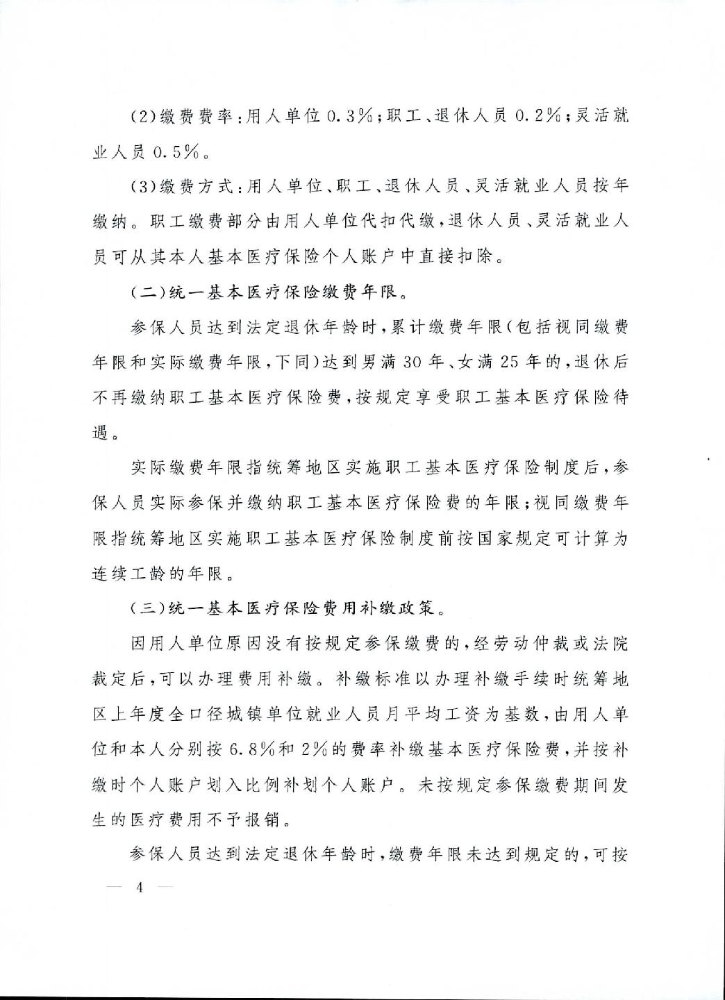 (2)缴费费率:用人单位0.3%;职工、退休人员0.2%;灵活就
业人员0.5%。
(3)缴费方式:用人单位、职工、退休人员、灵活就业人员按年
缴纳。职工缴费部分由用人单位代扣代缴,退休人员、灵活就业人
员可从其本人基本医疗保险个人账户中直接扣除。
(二)统一基本医疗保险缴费年限。
参保人员达到法定退休年龄时,累计缴费年限(包括视同缴费
年限和实际缴费年限,下同)达到男满30年、女满25年的,退休后
不再缴纳职工基本医疗保险费,按规定享受职工基本医疗保险待
遇。
实际缴费年限指统筹地区实施职工基本医疗保险制度后,参
保人员实际参保并缴纳职工基本医疗保险费的年限;视同缴费年
限指统筹地区实施职工基本医疗保险制度前按国家规定可计算为
连续工龄的年限。
(三)统一基本医疗保险费用补缴政策。
因用人单位原因没有按规定参保缴费的,经劳动仲裁或法院
裁定后,可以办理费用补缴。补缴标准以办理补缴手续时统筹地
区上年度全口径城镇单位就业人员月平均工资为基数,由用人单
位和本人分别按6.8%和2%的费率补缴基本医疗保险费,并按补
缴时个人账户划入比例补划个人账户。未按规定参保缴费期间发
生的医疗费用不予报销。
参保人员达到法定退休年龄时,缴费年限未达到规定的,可按
— 4 —